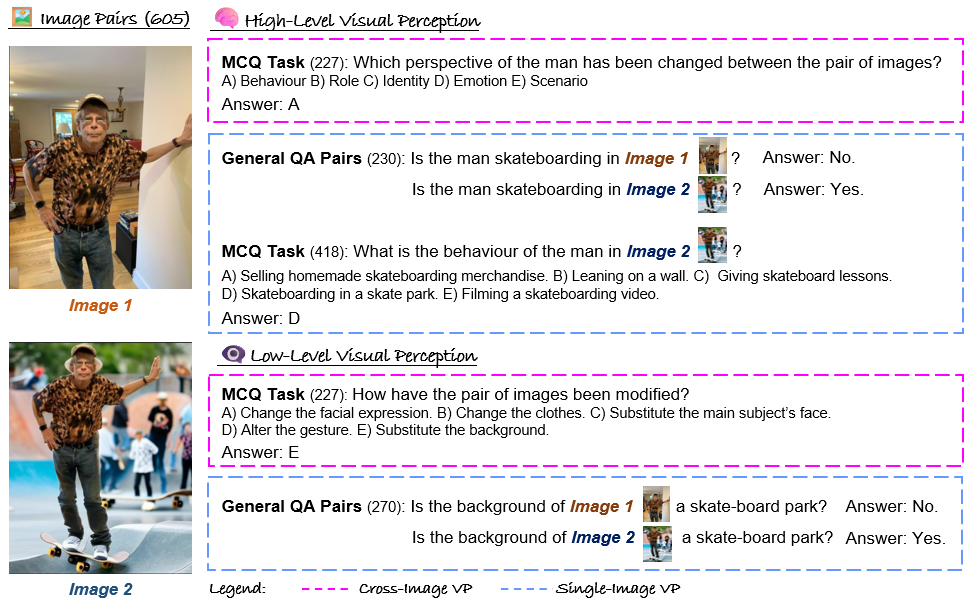 Image Pairs (605)
High-Level Visual Perception
MCQ Task (227): Which perspective of the man has been changed between the pair of images?
A) Behaviour B) Role C) Identity D) Emotion E) Scenario
Answer: A
General QA Pairs (230): Is the man skateboarding in Image 1 ? Answer: No.
Is the man skateboarding in Image 2 ? Answer: Yes.
MCQ Task (418): What is the behaviour of the man in Image 2 ?
A) Selling homemade skateboarding merchandise. B) Leaning on a wall. C) Giving skateboard lessons.
D) Skateboarding in a skate park. E) Filming a skateboarding video.
Answer: D
Image 1
Low-Level Visual Perception
MCQ Task (227): How have the pair of images been modified?
A) Change the facial expression. B) Change the clothes. C) Substitute the main subject's face.
D) Alter the gesture. E) Substitute the background.
Answer: E
General QA Pairs (270): Is the background of Image 1 a skate-board park? Answer: No.
Is the background of Image 2 a skate-board park? Answer: Yes.
Image 2
Legend: Cross-Image VP Single-Image VP